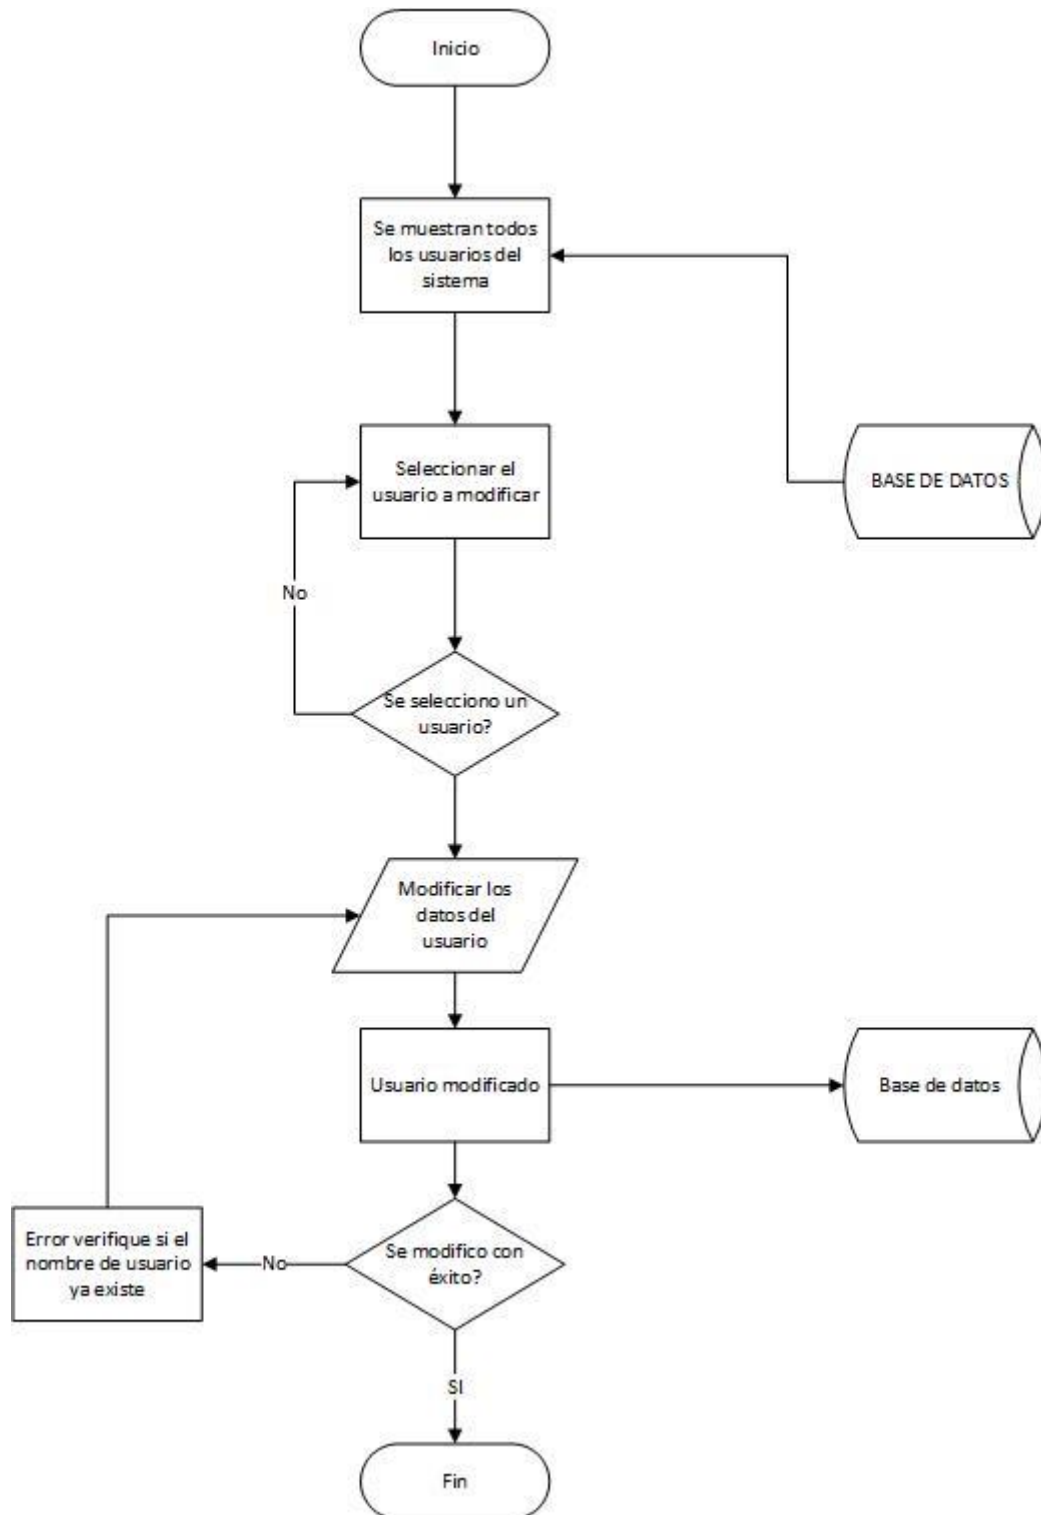 Inicio
Se muestran todos
los usuarios del
sistema
Seleccionar el
usuario a modificar
BASE DE DATOS
No
Se selecciono un
usuario?
Modificar los
datos del
usuario
Usuario modificado
Base de datos
Error verifique si el
nombre de usuario
ya existe
No
Se modifico con
éxito?
SI
Fin